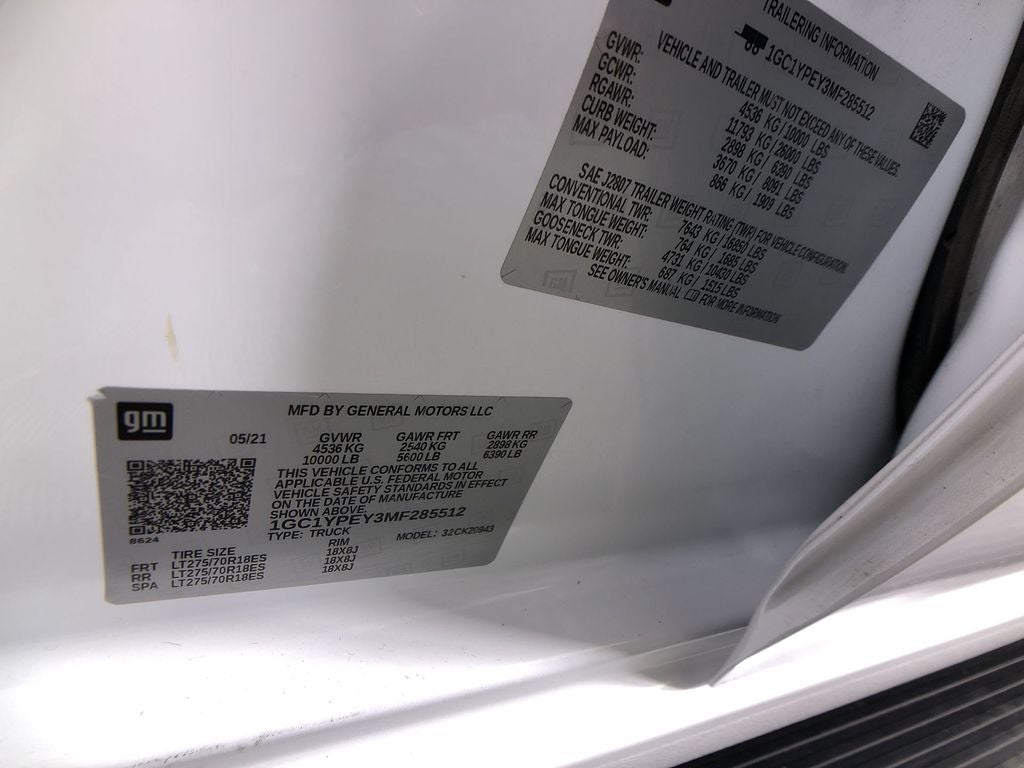 TRAILERING INFORMATION
1GC1YPEY3MF285512
VEHICLE AND TRAILER MUST NOT EXCEED ANY OF THESE VALUES.
GVWR: 4536 KG/10000 LBS
GCWR: 11793 KG/26000 LBS
RGAWR: 2898 KG/ 6390 LBS
CURB WEIGHT: 3670 KG/ 8091 LBS
MAX PAYLOAD: 866 KG/ 1909 LBS
SAE J2807 TRAILER WEIGHT RATING (TWR) FOR VEHICLE CONFIGURATION
CONVENTIONAL TWR: 7643 KG/16850 LBS
MAX TONGUE WEIGHT: 764 KG/ 1685 LBS
GOOSENECK TWR: 4731 KG/10430 LBS
MAX TONGUE WEIGHT: 687 KG/ 1515 LBS
SEE OWNER'S MANUAL FOR MORE INFORMATION
GM
gm
MFD BY GENERAL MOTORS LLC
05/21 GVWR GAWR FRT GAWR RR
4536 KG 2540 KG 2898 KG
10000 LB 5600 LB 6390 LB
THIS VEHICLE CONFORMS TO ALL
APPLICABLE U.S. FEDERAL MOTOR
VEHICLE SAFETY STANDARDS IN EFFECT
ON THE DATE OF MANUFACTURE
SHOWN ABOVE.
1GC1YPEY3MF285512
TYPE: TRUCK MODEL: 32CK20943
8624
TIRE SIZE RIM
FRT LT275/70R18ES 18X8J
RR LT275/70R18ES 18X8J
SPA LT275/70R18ES 18X8J